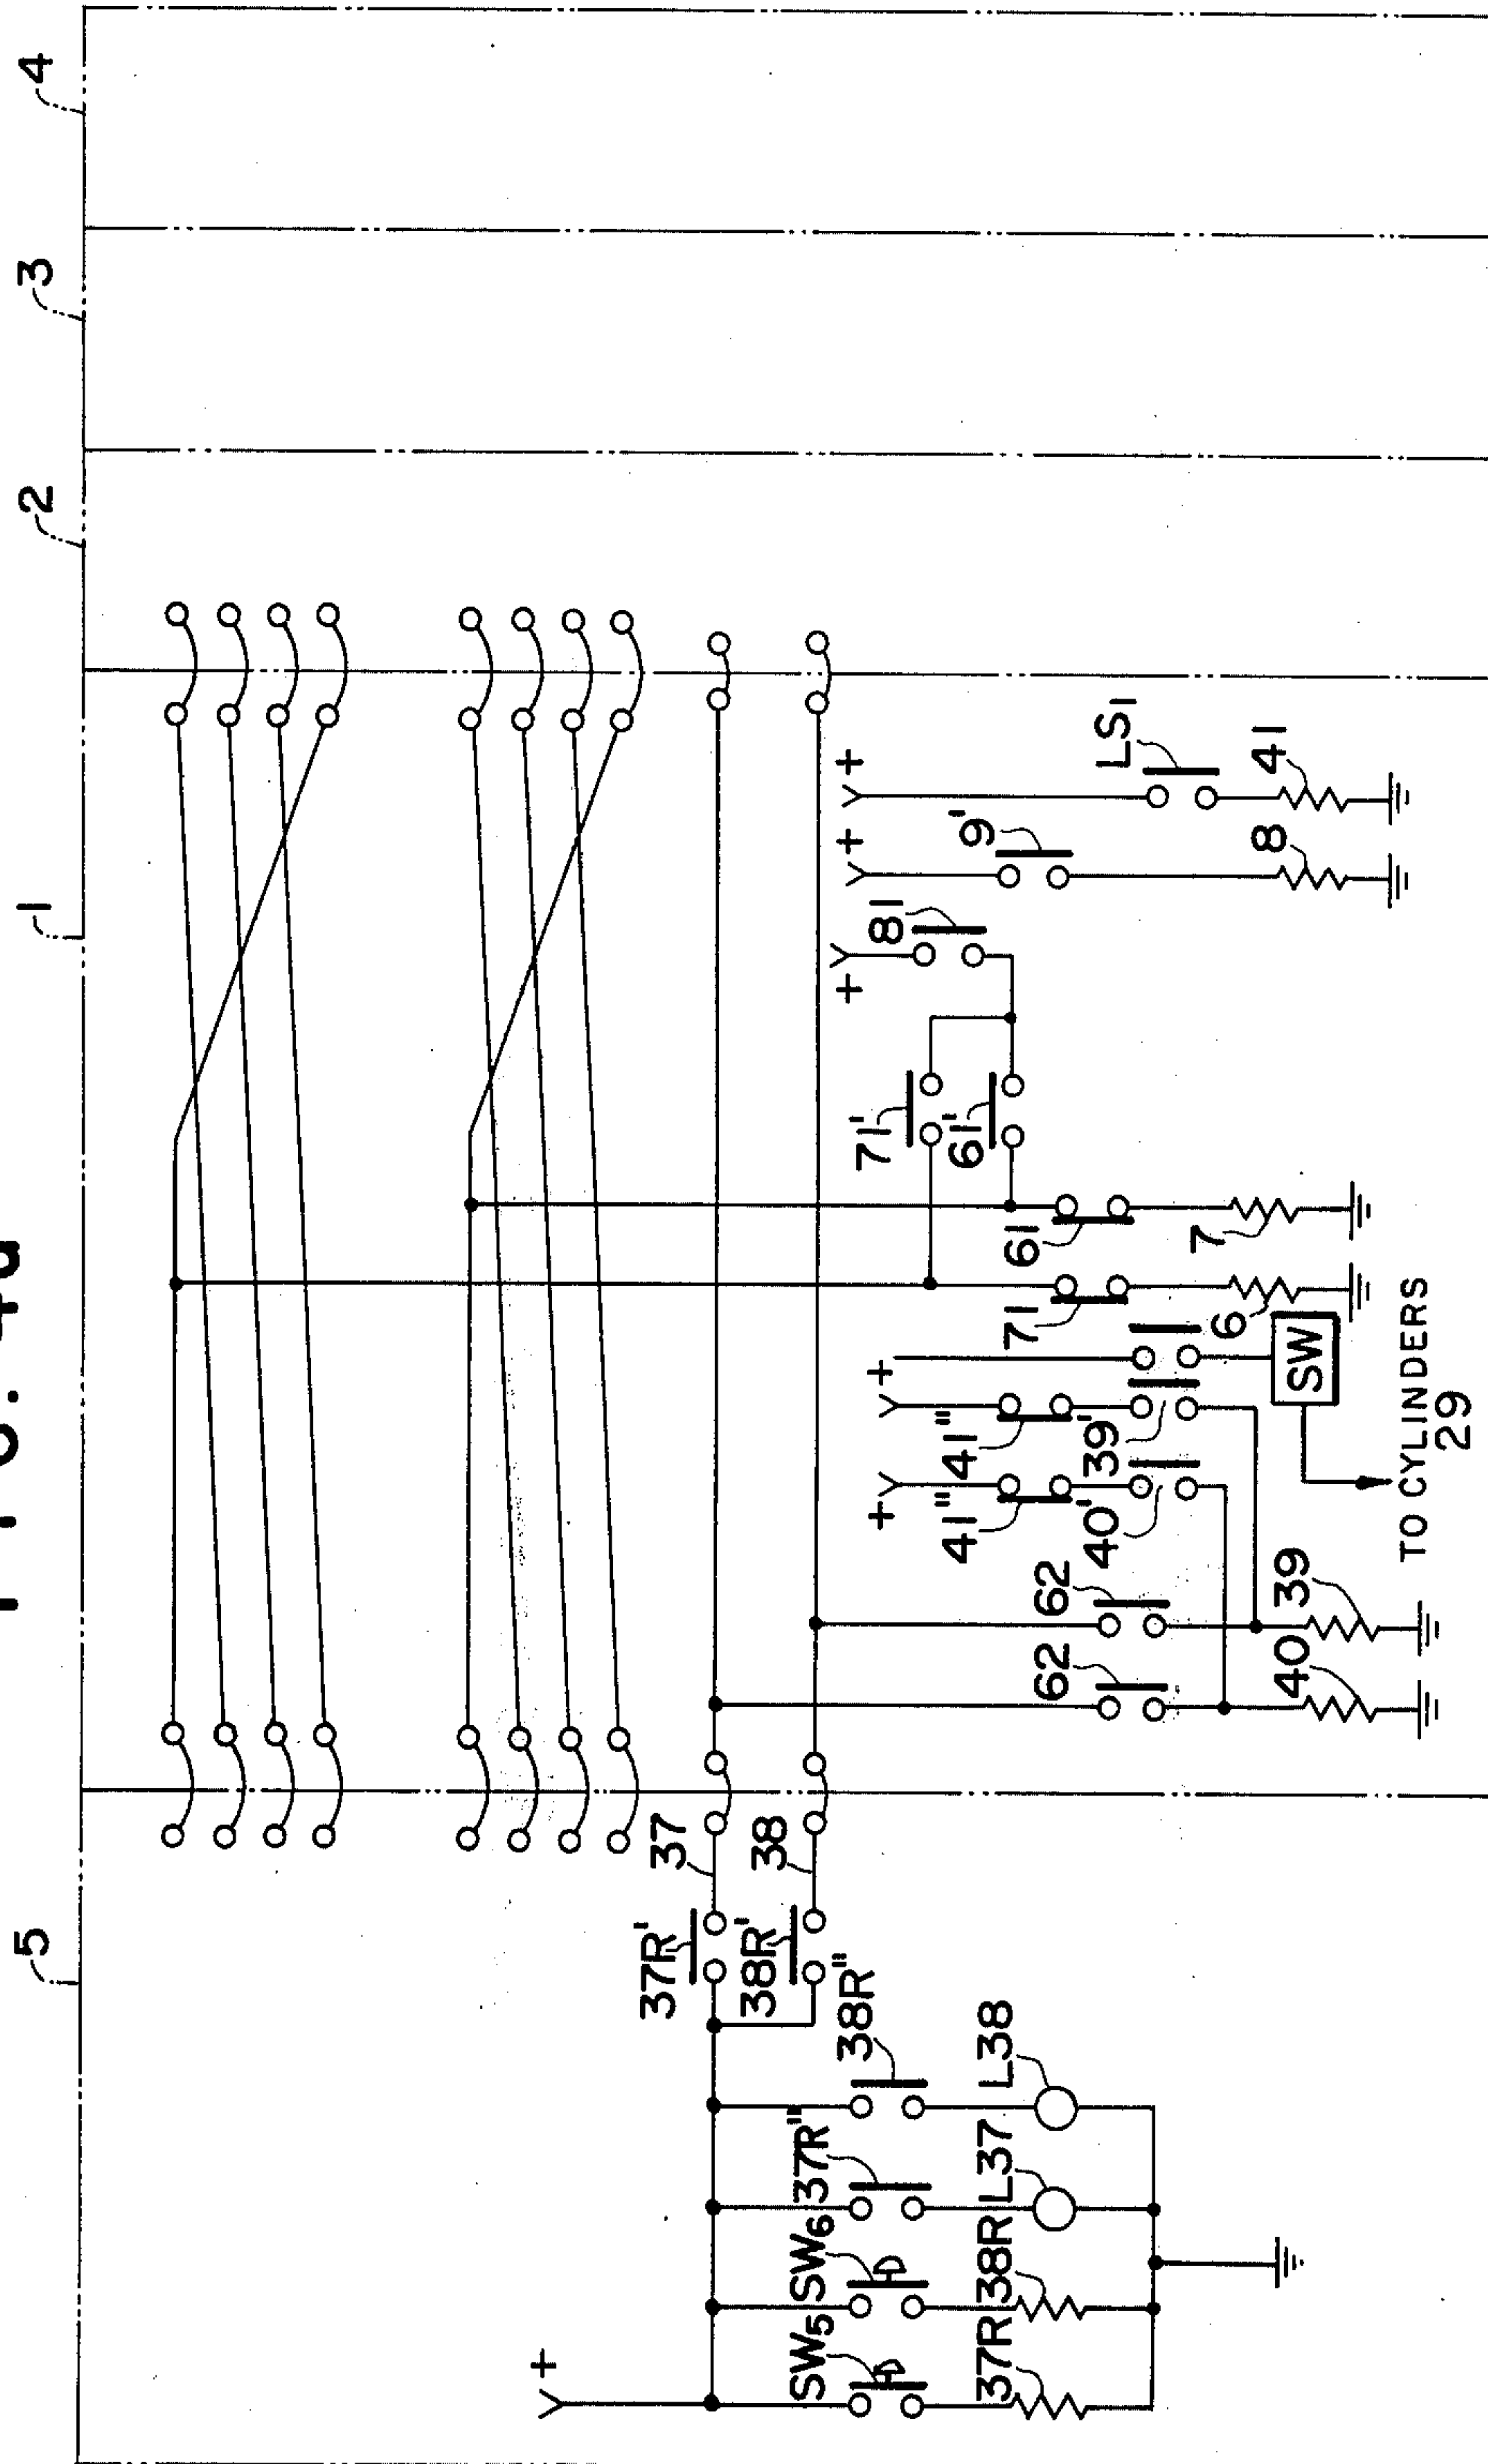 5
1
2
3
4
37
37R'
38
38R'
+
SW5
SW6
37R"
38R"
37R
38R
L37
L38
+
+
+
+
+
81
9'
LS1
71'
61'
41"
41"
62
62
40'
39'
71
61
40
39
6
7
8
41
SW
TO CYLINDERS
29